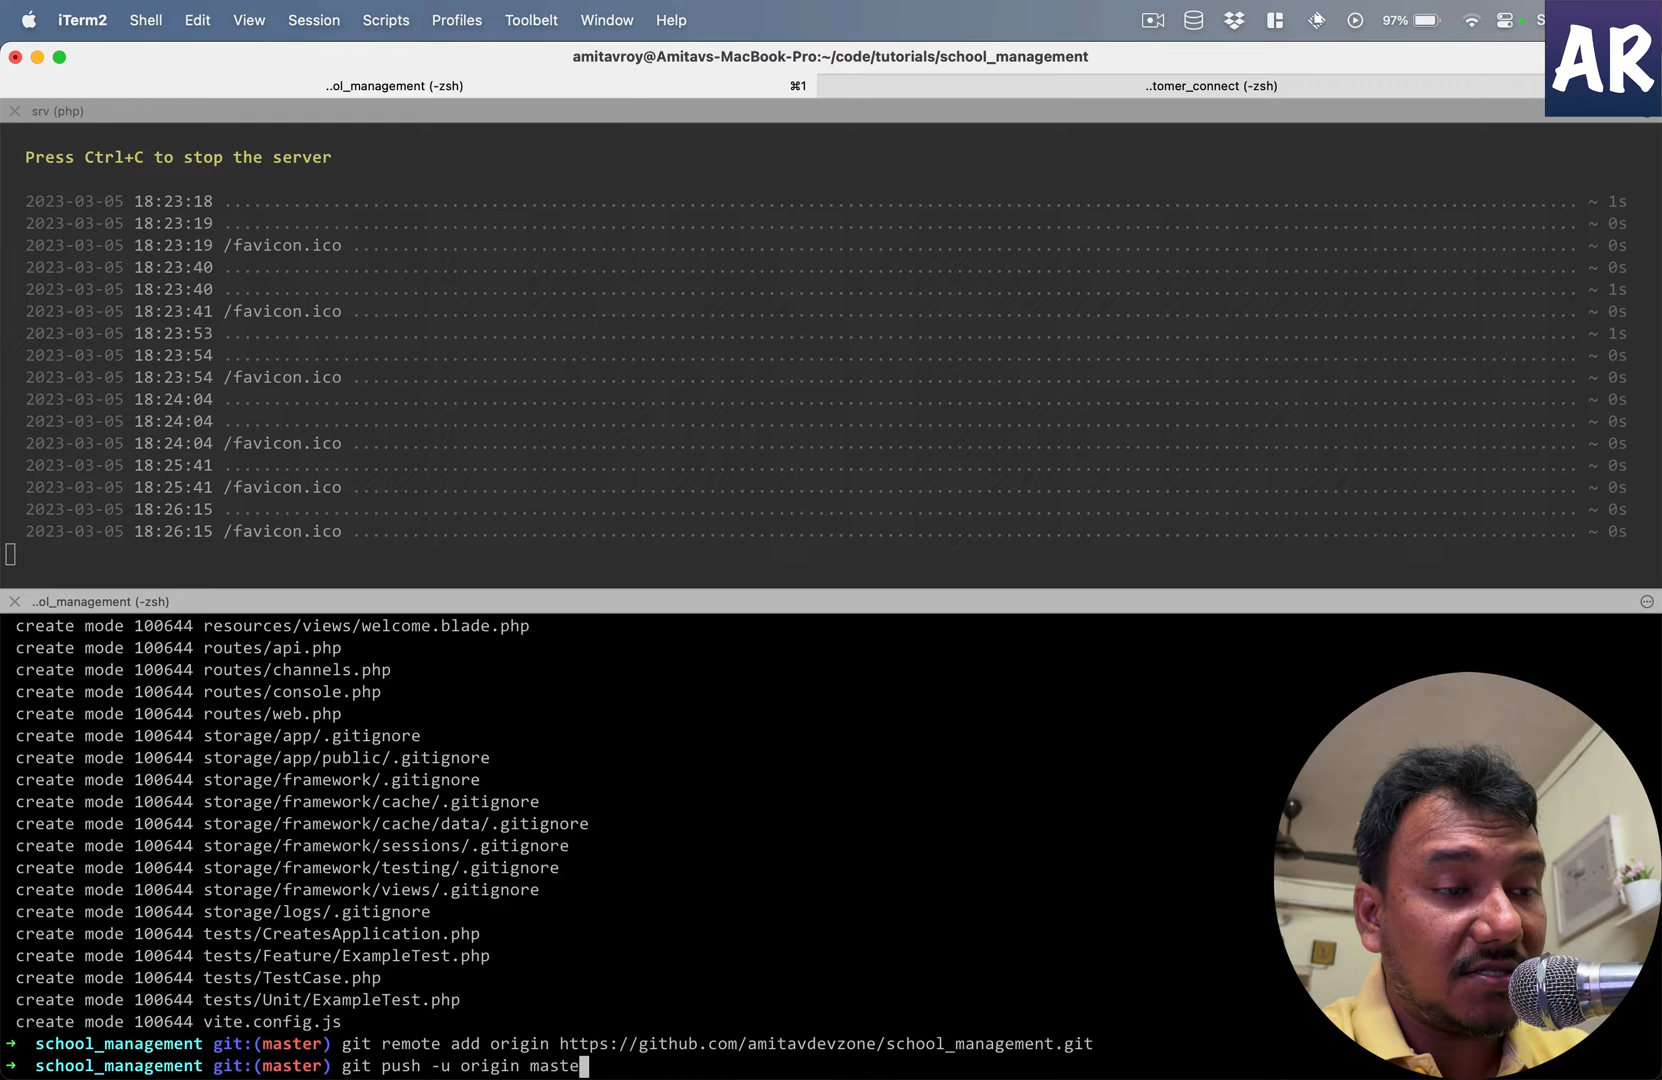 iTerm2 Shell Edit View Session Scripts Profiles Toolbelt Window Help 97%
AR
amitavroy@Amitavs-MacBook-Pro:~/code/tutorials/school_management
..ol_management (-zsh) ⌘1 ..tomer_connect (-zsh)
srv (php)
Press Ctrl+C to stop the server
2023-03-05 18:23:18 ........ ~ 1s
2023-03-05 18:23:19 ........ ~ 0s
2023-03-05 18:23:19 /favicon.ico ........ ~ 0s
2023-03-05 18:23:40 ........ ~ 0s
2023-03-05 18:23:40 ........ ~ 1s
2023-03-05 18:23:41 /favicon.ico ........ ~ 0s
2023-03-05 18:23:53 ........ ~ 1s
2023-03-05 18:23:54 ........ ~ 0s
2023-03-05 18:23:54 /favicon.ico ........ ~ 0s
2023-03-05 18:24:04 ........ ~ 0s
2023-03-05 18:24:04 ........ ~ 0s
2023-03-05 18:24:04 /favicon.ico ........ ~ 0s
2023-03-05 18:25:41 ........ ~ 0s
2023-03-05 18:25:41 /favicon.ico ........ ~ 0s
2023-03-05 18:26:15 ........ ~ 0s
2023-03-05 18:26:15 /favicon.ico ........ ~ 0s
..ol_management (-zsh)
create mode 100644 resources/views/welcome.blade.php
create mode 100644 routes/api.php
create mode 100644 routes/channels.php
create mode 100644 routes/console.php
create mode 100644 routes/web.php
create mode 100644 storage/app/.gitignore
create mode 100644 storage/app/public/.gitignore
create mode 100644 storage/framework/.gitignore
create mode 100644 storage/framework/cache/.gitignore
create mode 100644 storage/framework/cache/data/.gitignore
create mode 100644 storage/framework/sessions/.gitignore
create mode 100644 storage/framework/testing/.gitignore
create mode 100644 storage/framework/views/.gitignore
create mode 100644 storage/logs/.gitignore
create mode 100644 tests/CreatesApplication.php
create mode 100644 tests/Feature/ExampleTest.php
create mode 100644 tests/TestCase.php
create mode 100644 tests/Unit/ExampleTest.php
create mode 100644 vite.config.js
→ school_management git:(master) git remote add origin https://github.com/amitavdevzone/school_management.git
→ school_management git:(master) git push -u origin maste